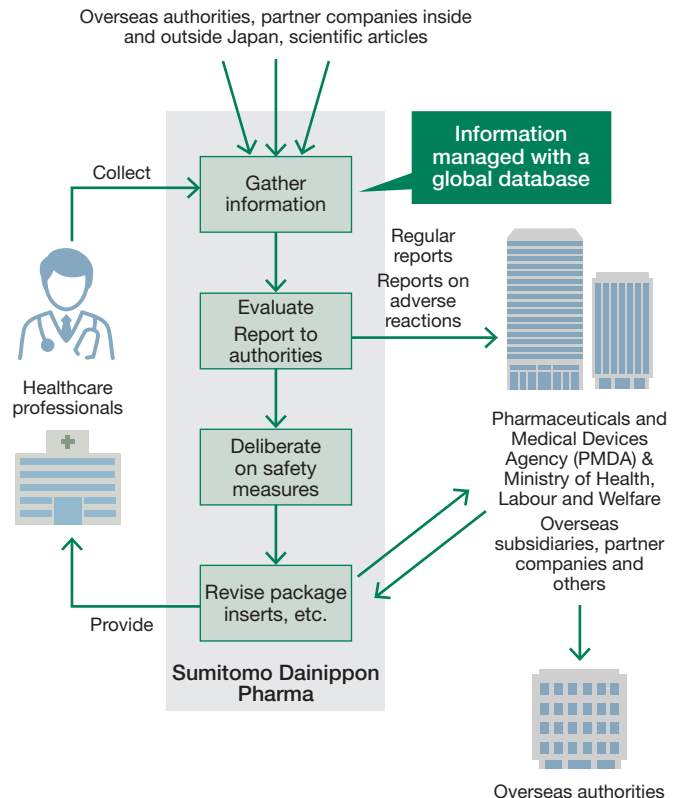 Overseas authorities, partner companies inside
and outside Japan, scientific articles
Collect
Gather
information
Information
managed with a
global database
Regular
reports
Reports on
adverse
reactions
Evaluate
Report to
authorities
Healthcare
professionals
Deliberate
on safety
measures
Pharmaceuticals and
Medical Devices
Agency (PMDA) &
Ministry of Health,
Labour and Welfare
Overseas
subsidiaries, partner
companies and
others
Revise package
inserts, etc.
Provide
Sumitomo Dainippon
Pharma
Overseas authorities